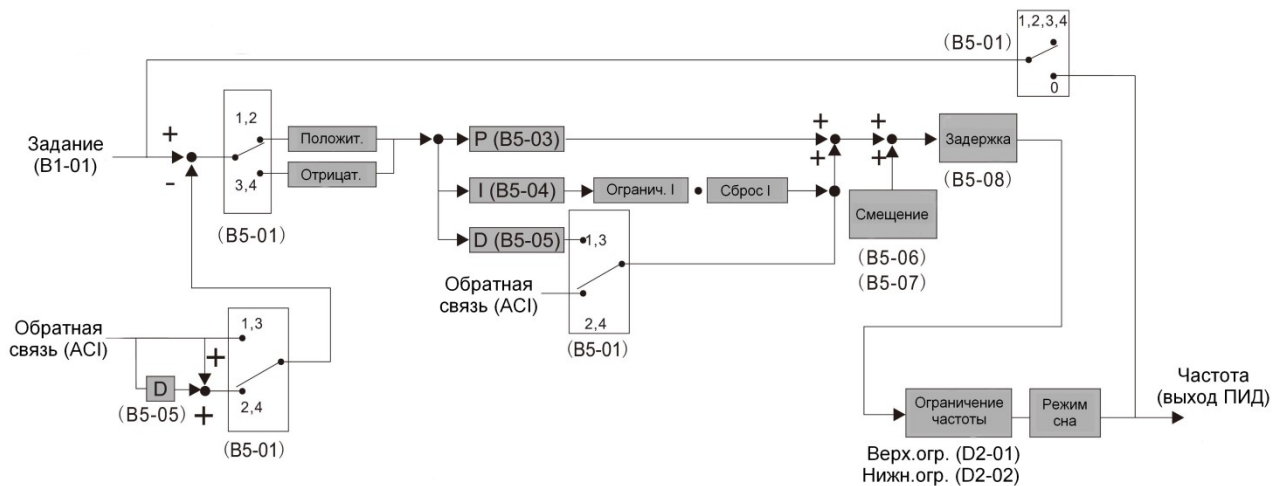 1,2,3,4
(B5-01)
0
Задание
(B1-01)
+
-
1,2
3,4
(B5-01)
Положит.
Отрицат.
P (B5-03)
I (B5-04)
D (B5-05)
Огранич. I
Сброс I
+
+
+
+
Задержка
(B5-08)
Смещение
(B5-06)
(B5-07)
1,3
2,4
(B5-01)
Обратная
связь (ACI)
Обратная
связь (ACI)
D
(B5-05)
+
+
1,3
2,4
(B5-01)
Ограничение
частоты
Верх.огр. (D2-01)
Нижн.огр. (D2-02)
Режим
сна
Частота
(выход ПИД)